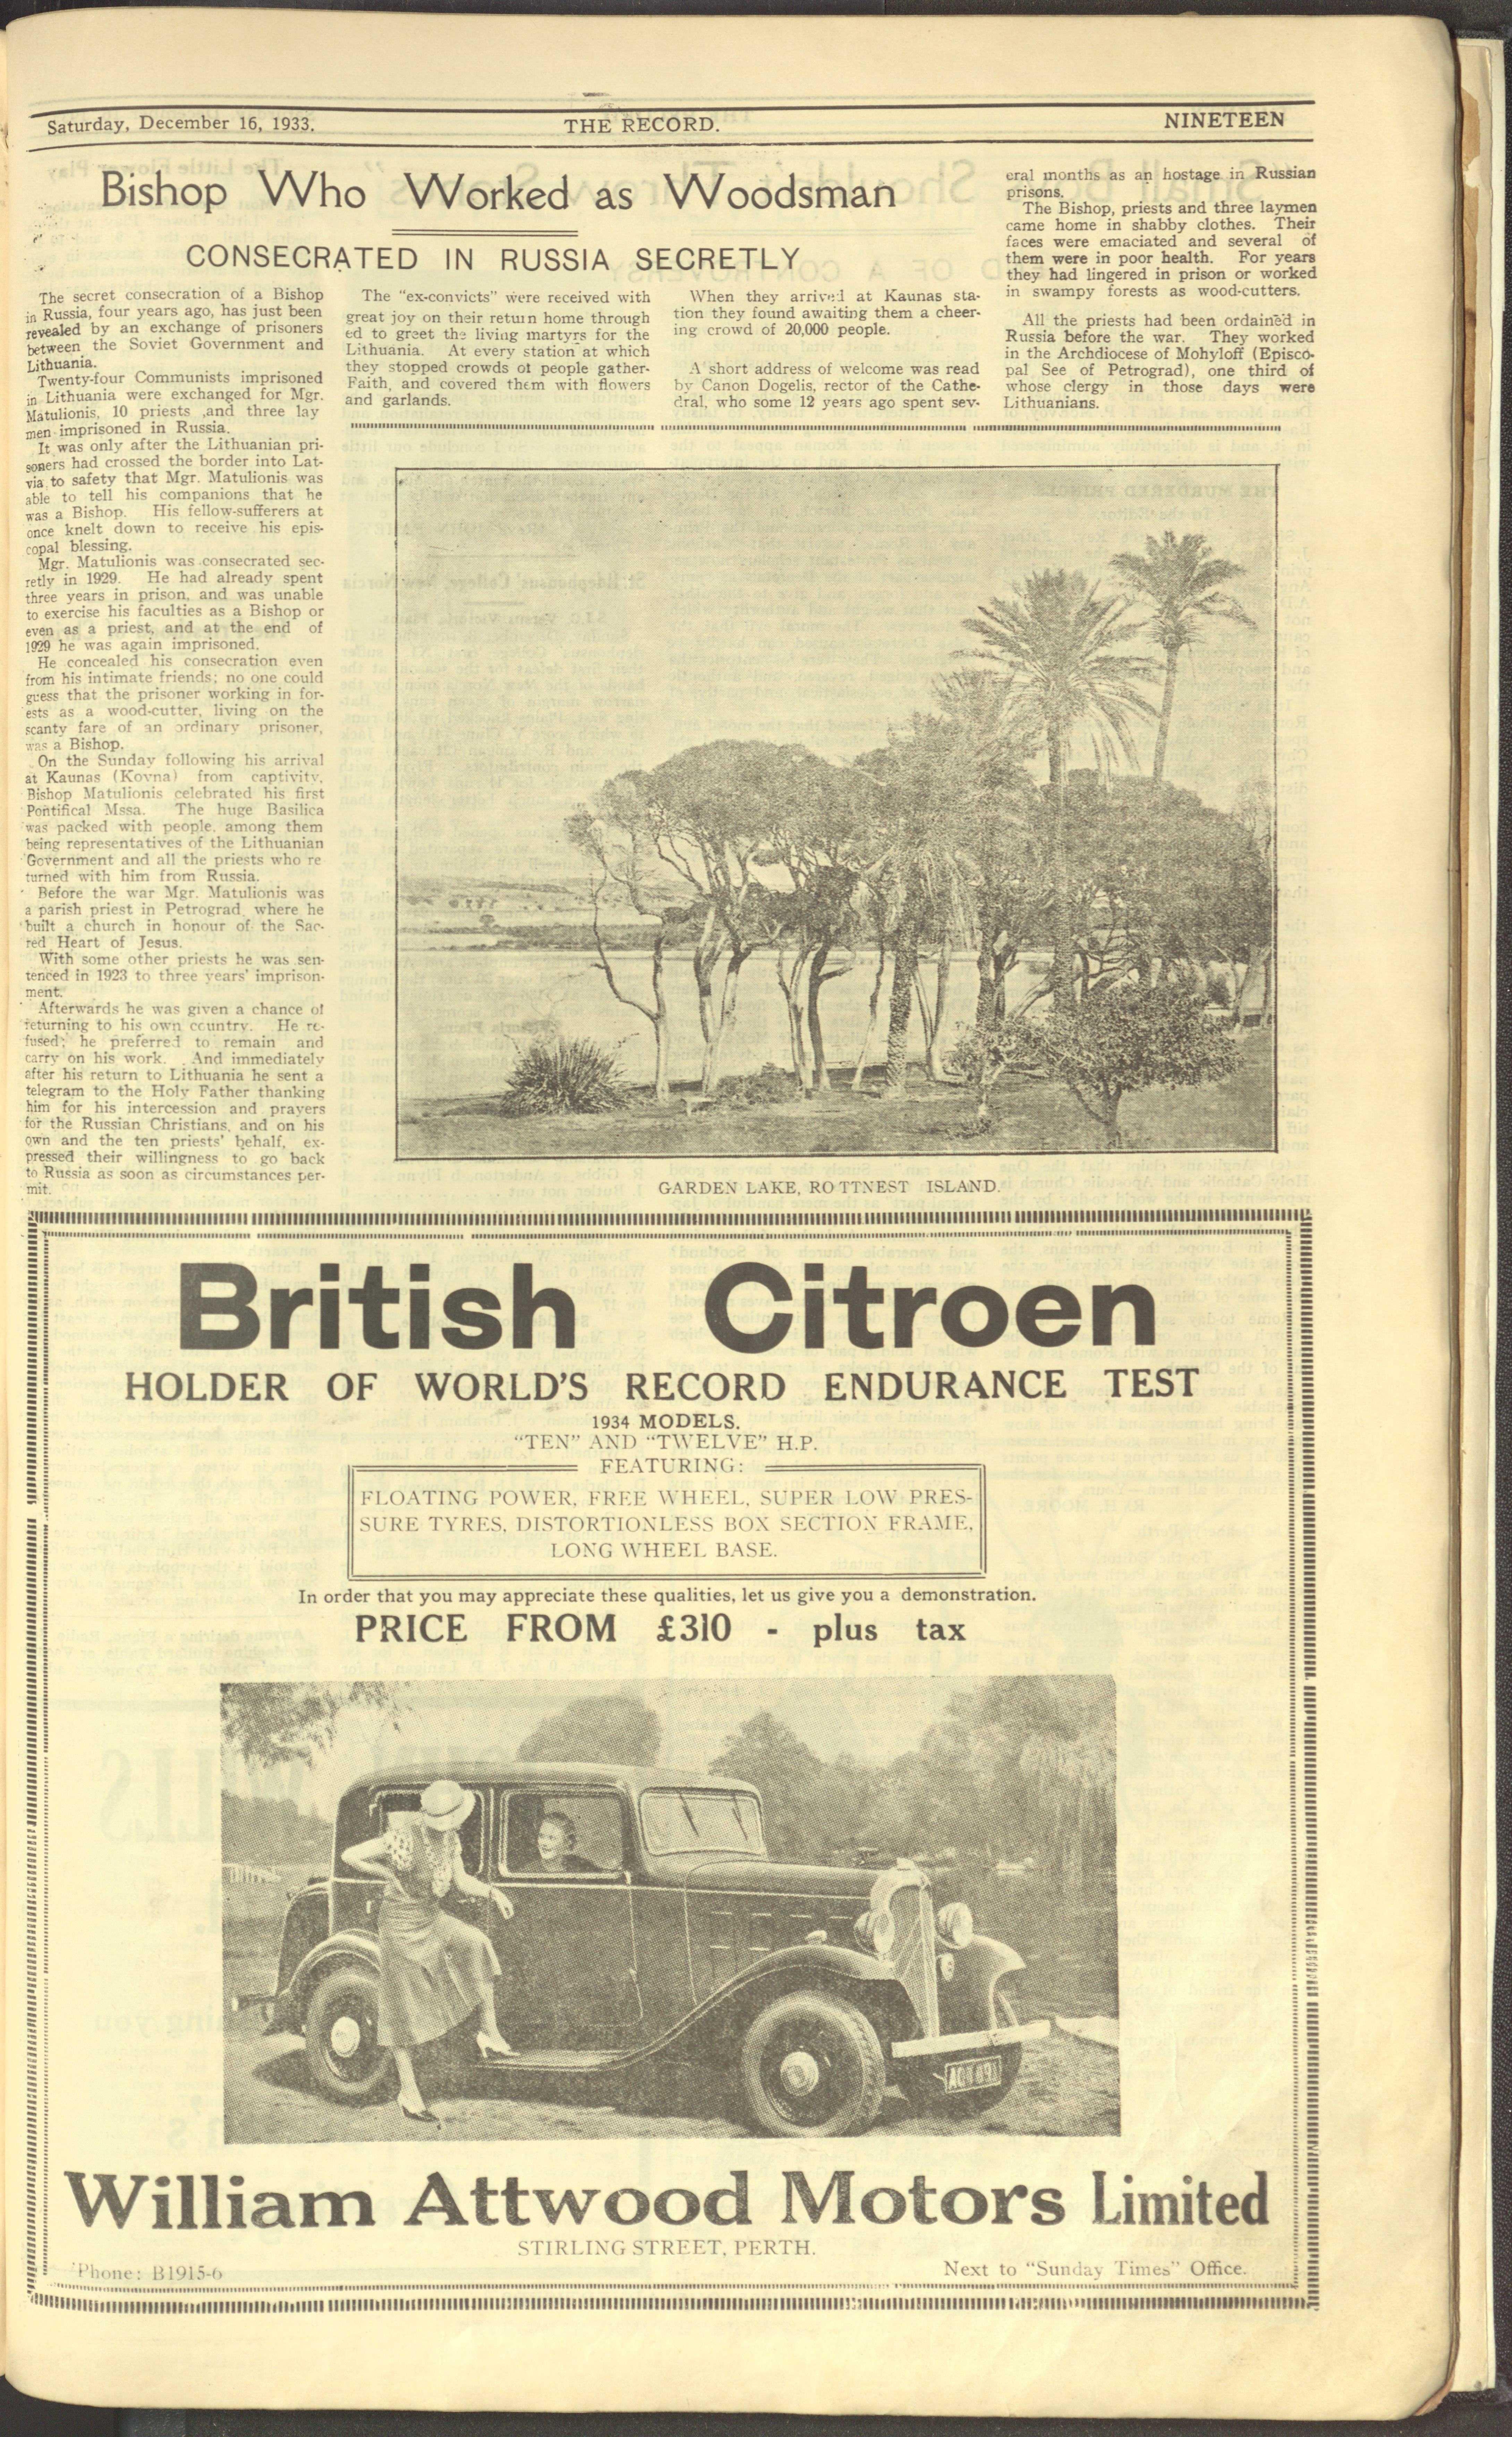 Saturday, December 16, 1933.
THE RECORD.
NINETEEN
Bishop Who Worked as Woodsman
CONSECRATED IN RUSSIA SECRETLY
The secret consecration of a Bishop
in Russia, four years ago, has just been
revealed by an exchange of prisoners
between the Soviet Government and
Lithuania.
Twenty-four Communists imprisoned
in Lithuania were exchanged for Mgr.
Matulionis, 10 priests ,and three lay
men imprisoned in Russia.
It was only after the Lithuanian pri-
soners had crossed the border into Lat-
via to safety that Mgr. Matulionis was
able to tell his companions that he
was a Bishop. His fellow-sufferers at
once knelt down to receive his epis-
copal blessing.
Mgr. Matulionis was consecrated sec-
retly in 1929. He had already spent
three years in prison, and was unable
to exercise his faculties as a Bishop or
even as a priest, and at the end of
1929 he was again imprisoned.
He concealed his consecration even
from his intimate friends; no one could
guess that the prisoner working in for-
ests as a wood-cutter, living on the
scanty fare of an ordinary prisoner,
was a Bishop.
On the Sunday following his arrival
at Kaunas (Kovna) from captivity,
Bishop Matulionis celebrated his first
Pontifical Mssa. The huge Basilica
was packed with people, among them
being representatives of the Lithuanian
Government and all the priests who re
turned with him from Russia.
Before the war Mgr. Matulionis was
a parish priest in Petrograd where he
built a church in honour of the Sac-
red Heart of Jesus.
With some other priests he was sen-
tenced in 1923 to three years' imprison-
ment.
Afterwards he was given a chance of
returning to his own country. He re-
fused; he preferred to remain and
carry on his work. And immediately
after his return to Lithuania he sent a
telegram to the Holy Father thanking
him for his intercession and prayers
for the Russian Christians, and on his
own and the ten priests' behalf, ex-
pressed their willingness to go back
to Russia as soon as circumstances per-
mit.
The "ex-convicts" were received with
great joy on their return home through
ed to greet the living martyrs for the
Lithuania. At every station at which
they stopped crowds of people gather-
Faith, and covered them with flowers
and garlands.
When they arrived at Kaunas sta-
tion they found awaiting them a cheer-
ing crowd of 20,000 people.
A short address of welcome was read
by Canon Dogelis, rector of the Cathe-
dral, who some 12 years ago spent sev-
eral months as an hostage in Russian
prisons.
The Bishop, priests and three laymen
came home in shabby clothes. Their
faces were emaciated and several of
them were in poor health. For years
they had lingered in prison or worked
in swampy forests as wood-cutters.
All the priests had been ordained in
Russia before the war. They worked
in the Archdiocese of Mohyloff (Episco-
pal See of Petrograd), one third of
whose clergy in those days were
Lithuanians.
GARDEN LAKE, ROTTNEST ISLAND.
British Citroen
HOLDER OF WORLD'S RECORD ENDURANCE TEST
1934 MODELS.
"TEN" AND "TWELVE" H.P.
FEATURING:
FLOATING POWER, FREE WHEEL, SUPER LOW PRES-
SURE TYRES, DISTORTIONLESS BOX SECTION FRAME,
LONG WHEEL BASE.
In order that you may appreciate these qualities, let us give you a demonstration.
PRICE FROM £310 - plus tax
William Attwood Motors Limited
STIRLING STREET, PERTH.
'Phone: B1915-6
Next to "Sunday Times" Office.